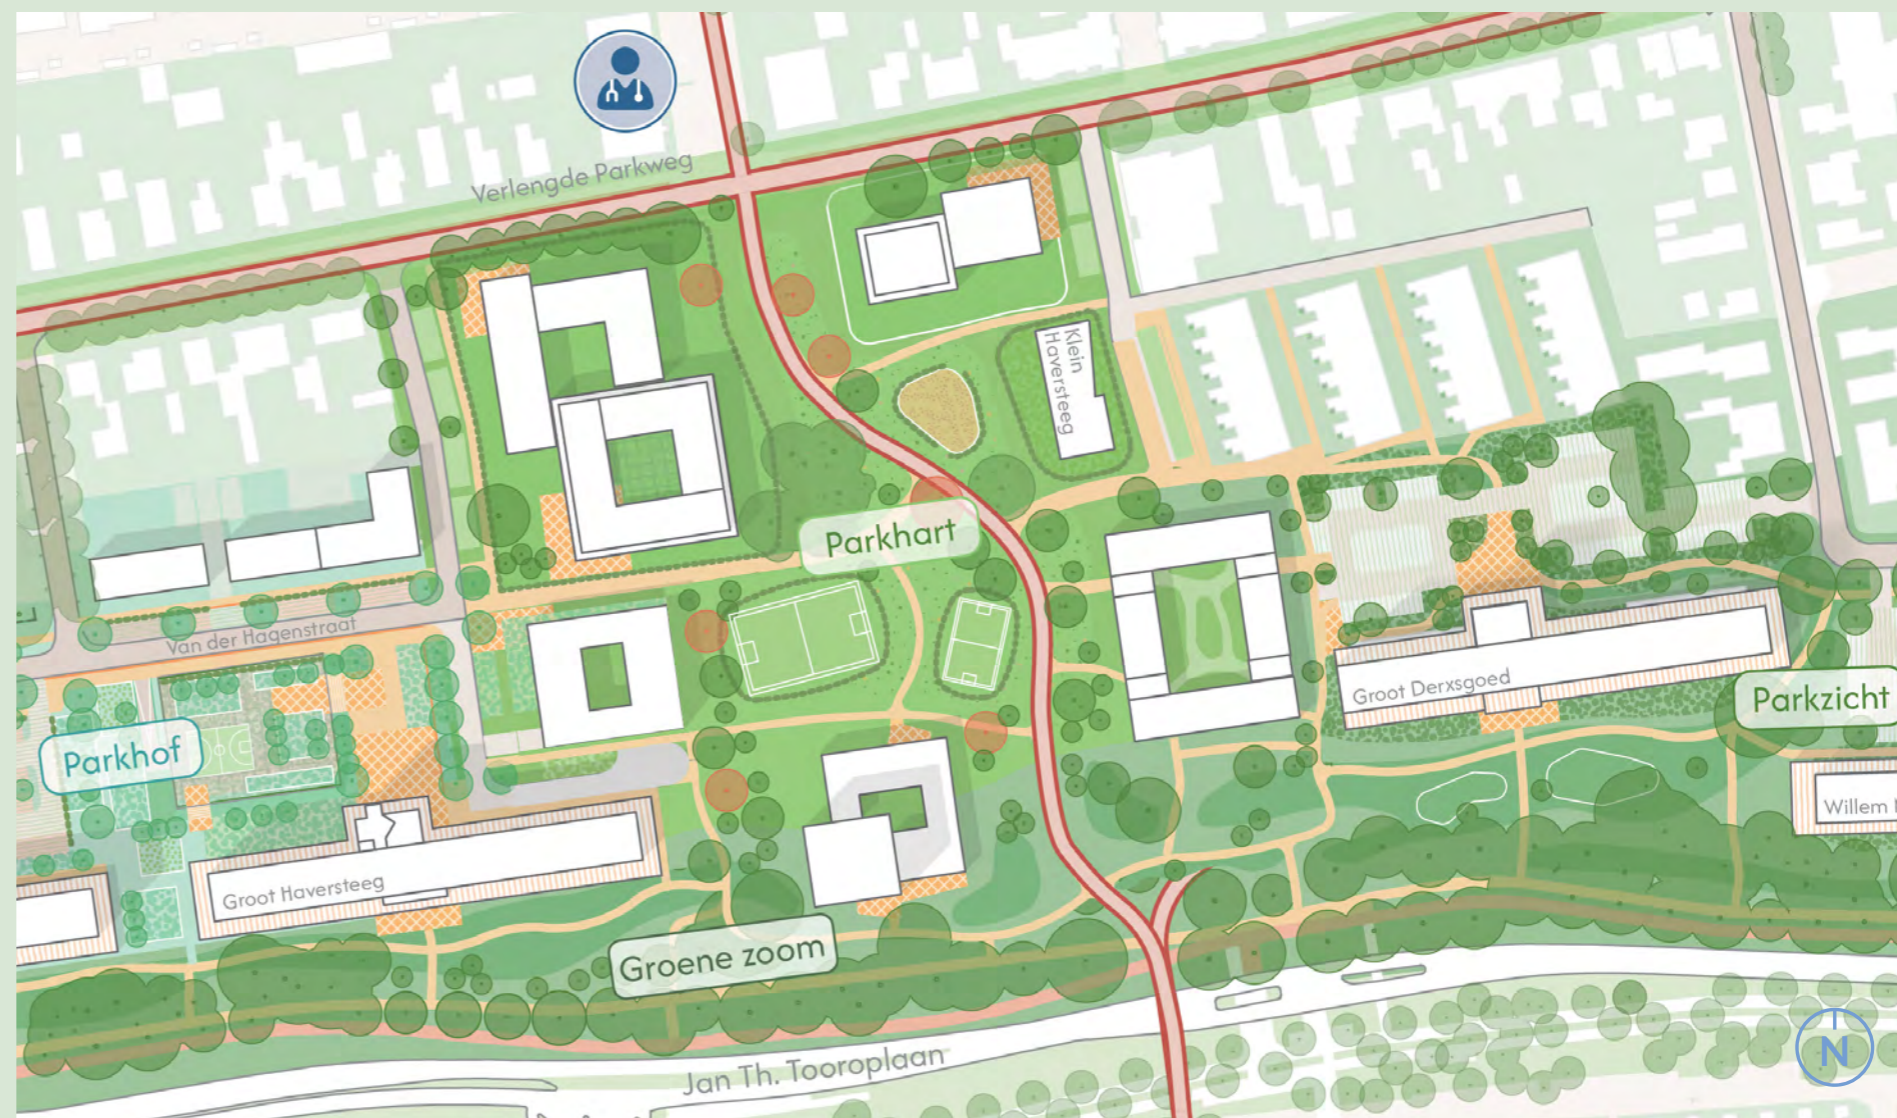 Verlengde Parkweg
Klein
Haversteeg
Parkhart
Van der Hagenstraat
Groot Derxsgoed
Parkzicht
Parkhof
Willem
Groot Haversteeg
Groene zoom
Jan Th. Tooroplaan
N